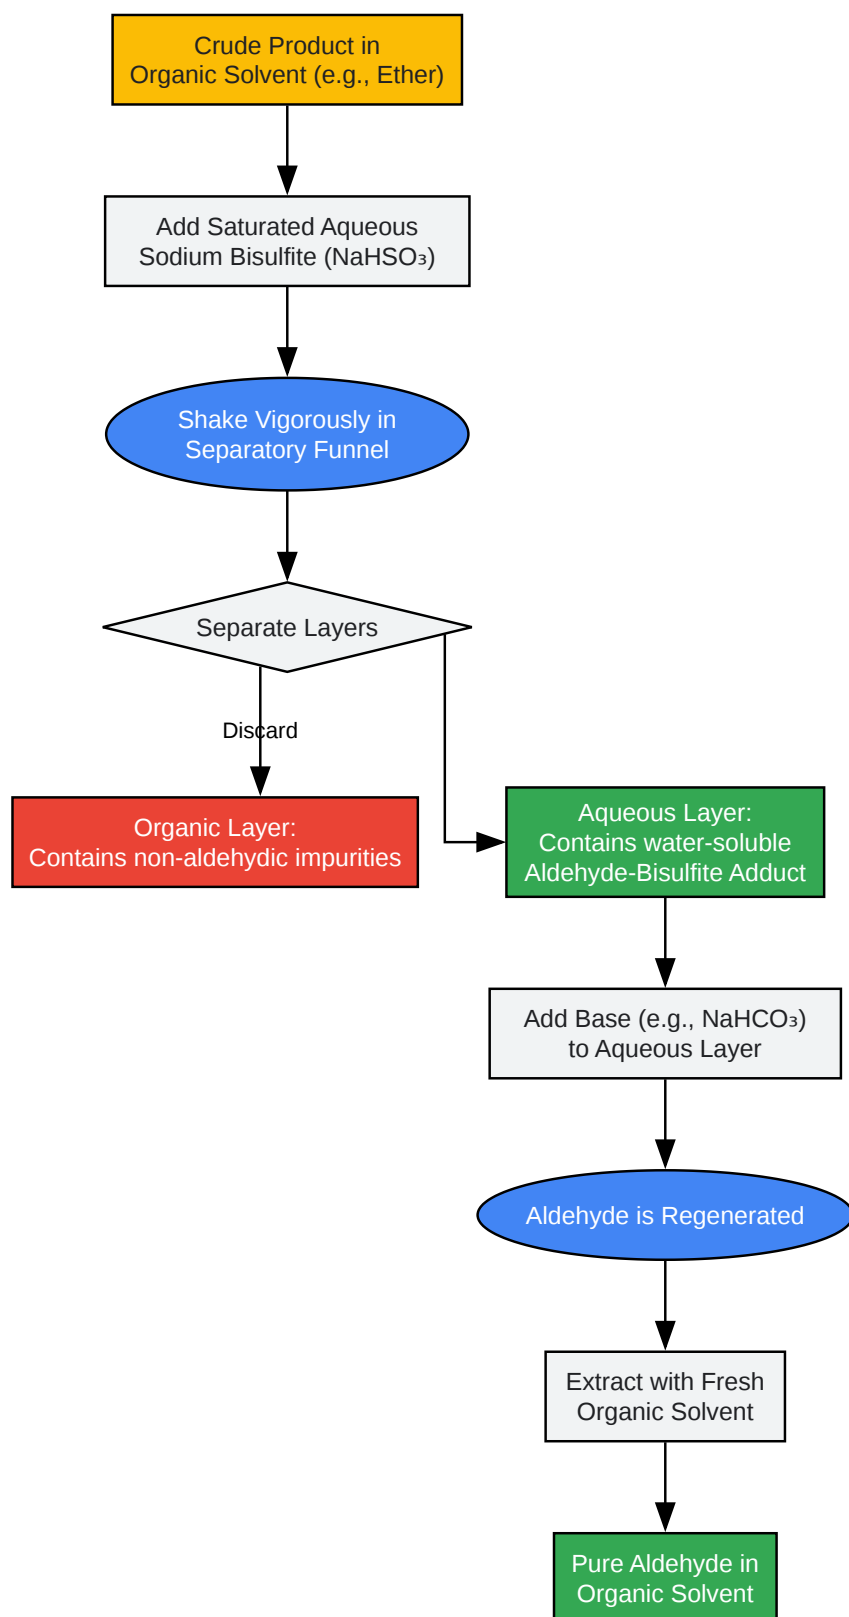 Crude Product in
Organic Solvent (e.g., Ether)
Add Saturated Aqueous
Sodium Bisulfite (NaHSO₃)
Shake Vigorously in
Separatory Funnel
Separate Layers
Discard
Organic Layer:
Contains non-aldehydic impurities
Aqueous Layer:
Contains water-soluble
Aldehyde-Bisulfite Adduct
Add Base (e.g., NaHCO₃)
to Aqueous Layer
Aldehyde is Regenerated
Extract with Fresh
Organic Solvent
Pure Aldehyde in
Organic Solvent